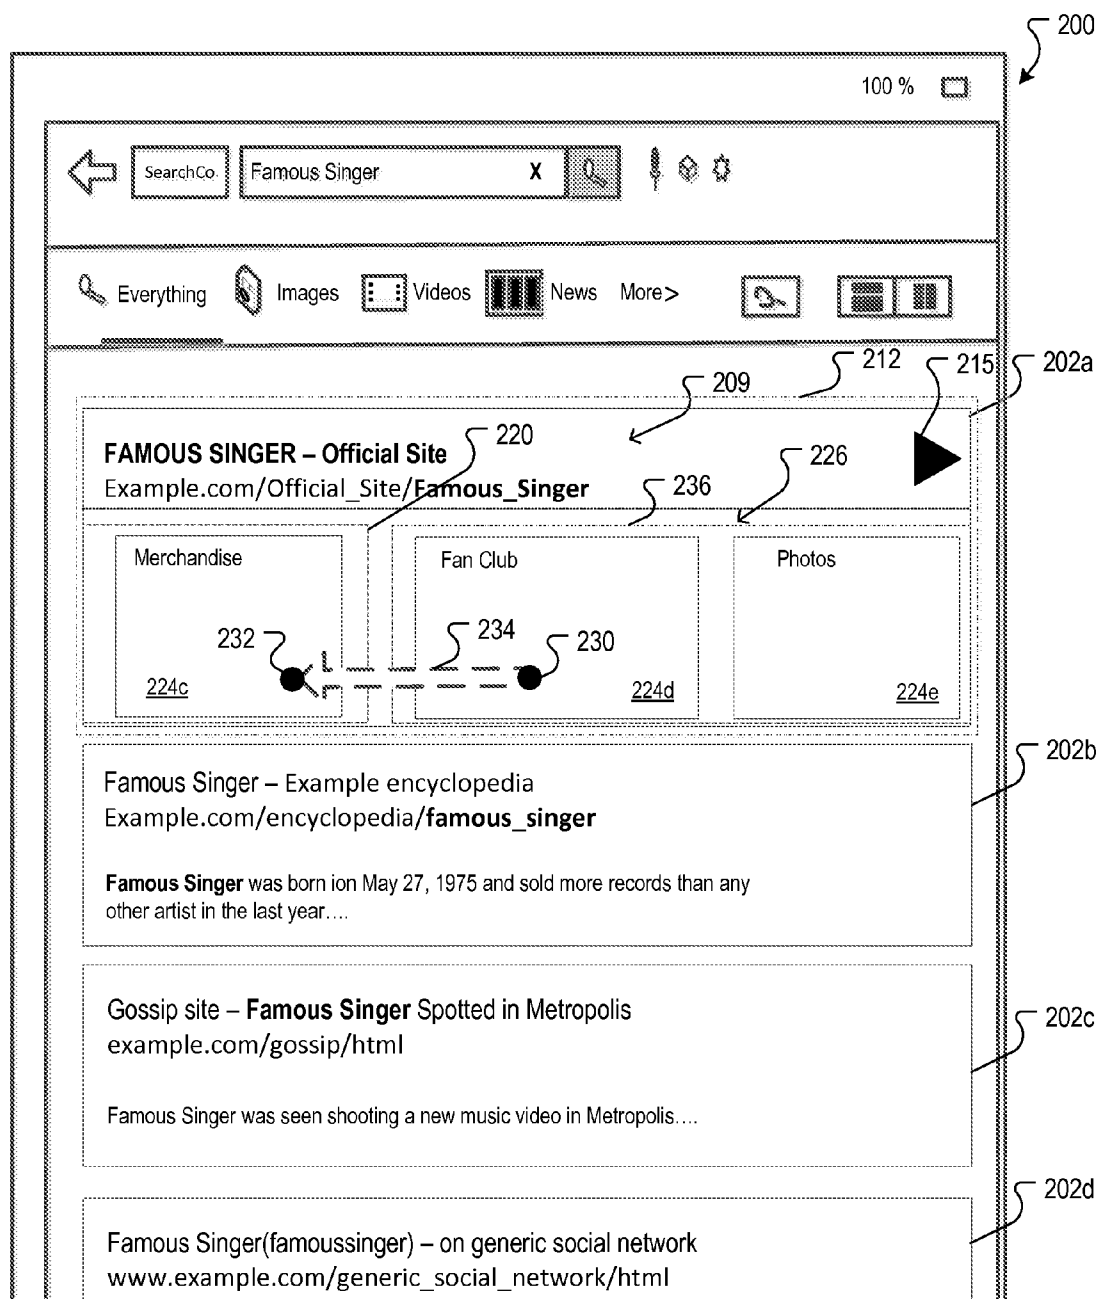 200
100 %
SearchCo.
Famous Singer X
Everything Images Videos News More>
212 215 202a
209
220
FAMOUS SINGER – Official Site
226
Example.com/Official_Site/Famous_Singer
236
Merchandise Fan Club Photos
232 234 230
224c 224d 224e
202b
Famous Singer – Example encyclopedia
Example.com/encyclopedia/famous_singer
Famous Singer was born ion May 27, 1975 and sold more records than any
other artist in the last year....
202c
Gossip site – Famous Singer Spotted in Metropolis
example.com/gossip/html
Famous Singer was seen shooting a new music video in Metropolis....
202d
Famous Singer(famoussinger) – on generic social network
www.example.com/generic_social_network/html